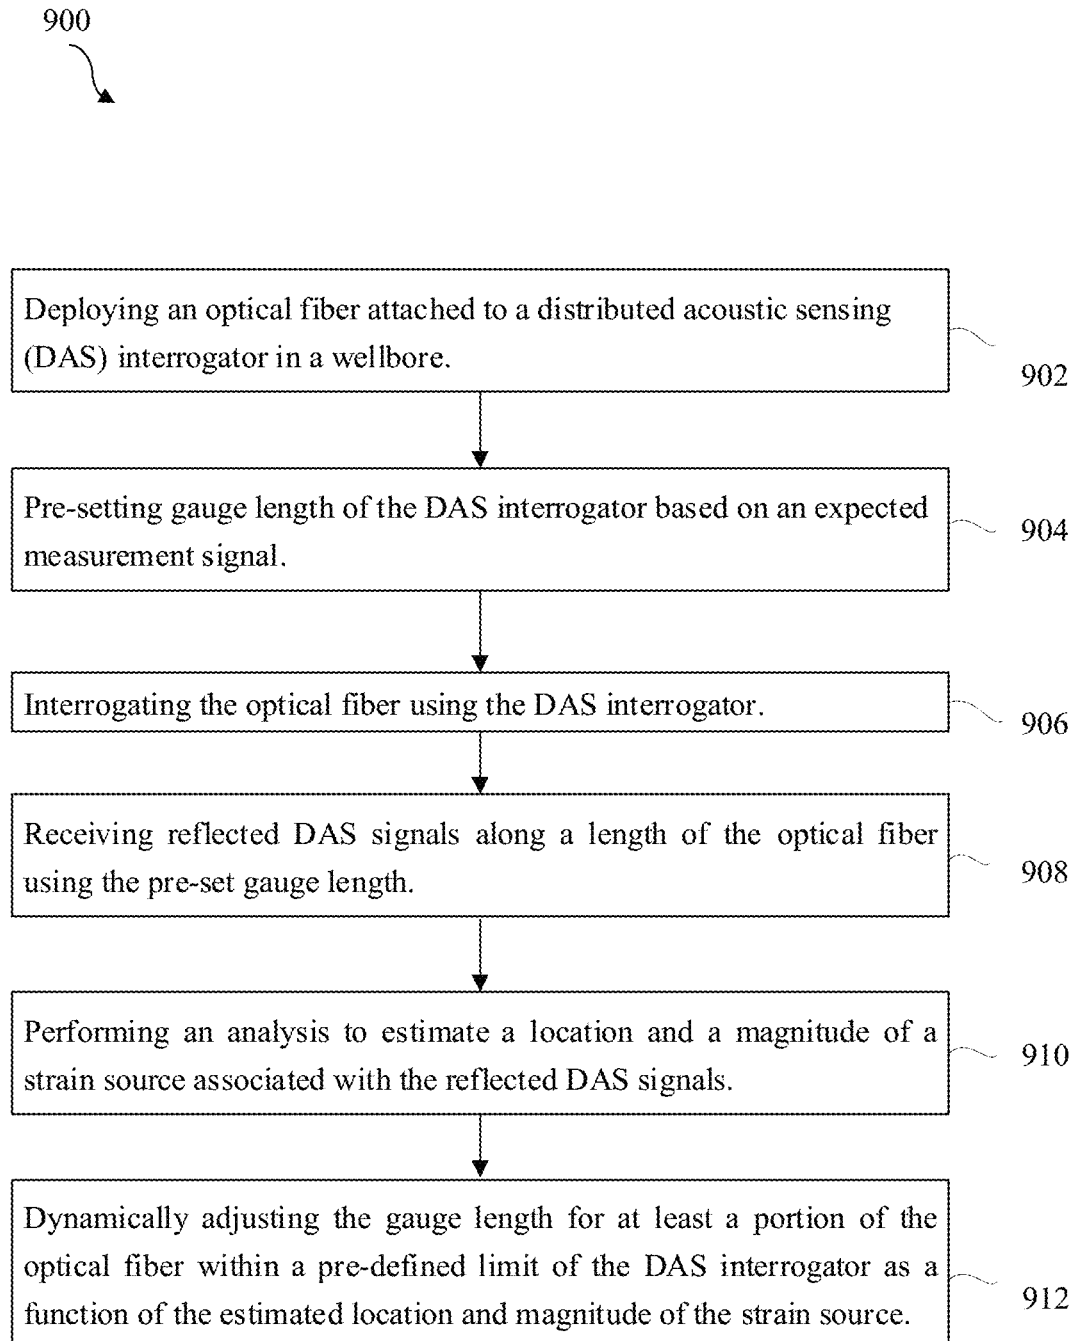 900
Deploying an optical fiber attached to a distributed acoustic sensing
(DAS) interrogator in a wellbore.
902
Pre-setting gauge length of the DAS interrogator based on an expected
measurement signal.
904
Interrogating the optical fiber using the DAS interrogator.
906
Receiving reflected DAS signals along a length of the optical fiber
using the pre-set gauge length.
908
Performing an analysis to estimate a location and a magnitude of a
strain source associated with the reflected DAS signals.
910
Dynamically adjusting the gauge length for at least a portion of the
optical fiber within a pre-defined limit of the DAS interrogator as a
function of the estimated location and magnitude of the strain source.
912